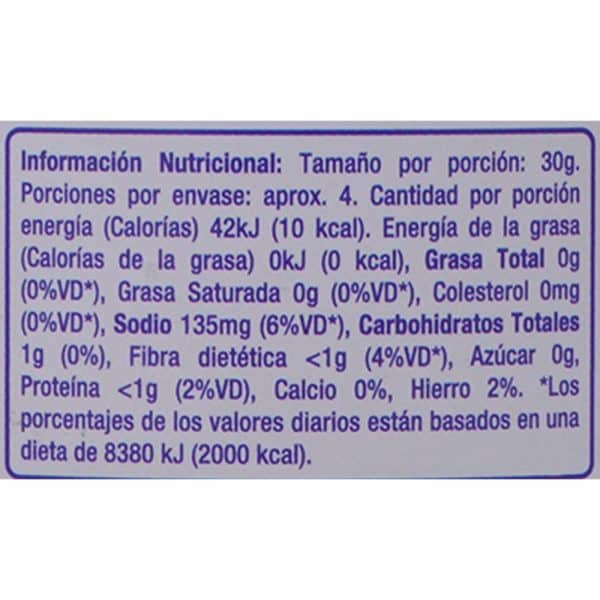 Información Nutricional: Tamaño por porción: 30g.
Porciones por envase: aprox. 4. Cantidad por porción
energía (Calorías) 42kJ (10 kcal). Energía de la grasa
(Calorías de la grasa) 0kJ (0 kcal), Grasa Total 0g
(0%VD*), Grasa Saturada 0g (0%VD*), Colesterol 0mg
(0%VD*), Sodio 135mg (6%VD*), Carbohidratos Totales
1g (0%), Fibra dietética <1g (4%VD*), Azúcar 0g,
Proteína <1g (2%VD), Calcio 0%, Hierro 2%. *Los
porcentajes de los valores diarios están basados en una
dieta de 8380 kJ (2000 kcal).